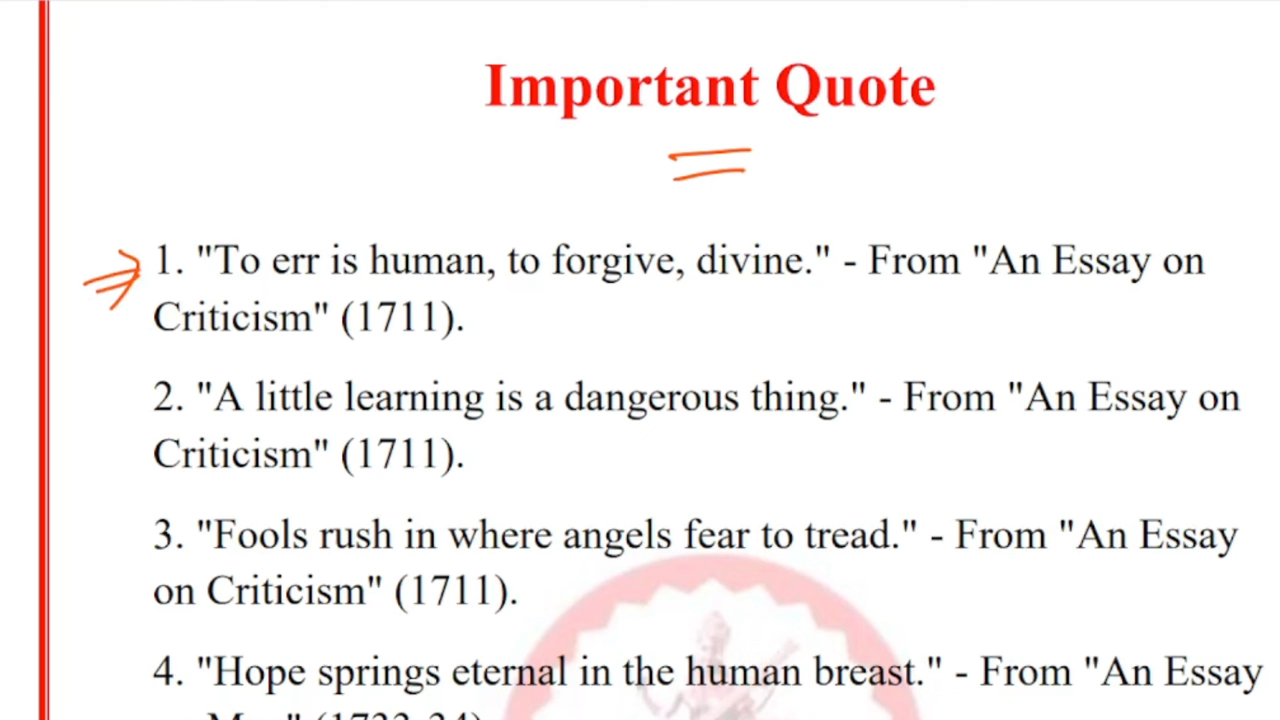 Important Quote
1. "To err is human, to forgive, divine." - From "An Essay on
Criticism" (1711).
2. "A little learning is a dangerous thing." - From "An Essay on
Criticism" (1711).
3. "Fools rush in where angels fear to tread." - From "An Essay
on Criticism" (1711).
4. "Hope springs eternal in the human breast." - From "An Essay